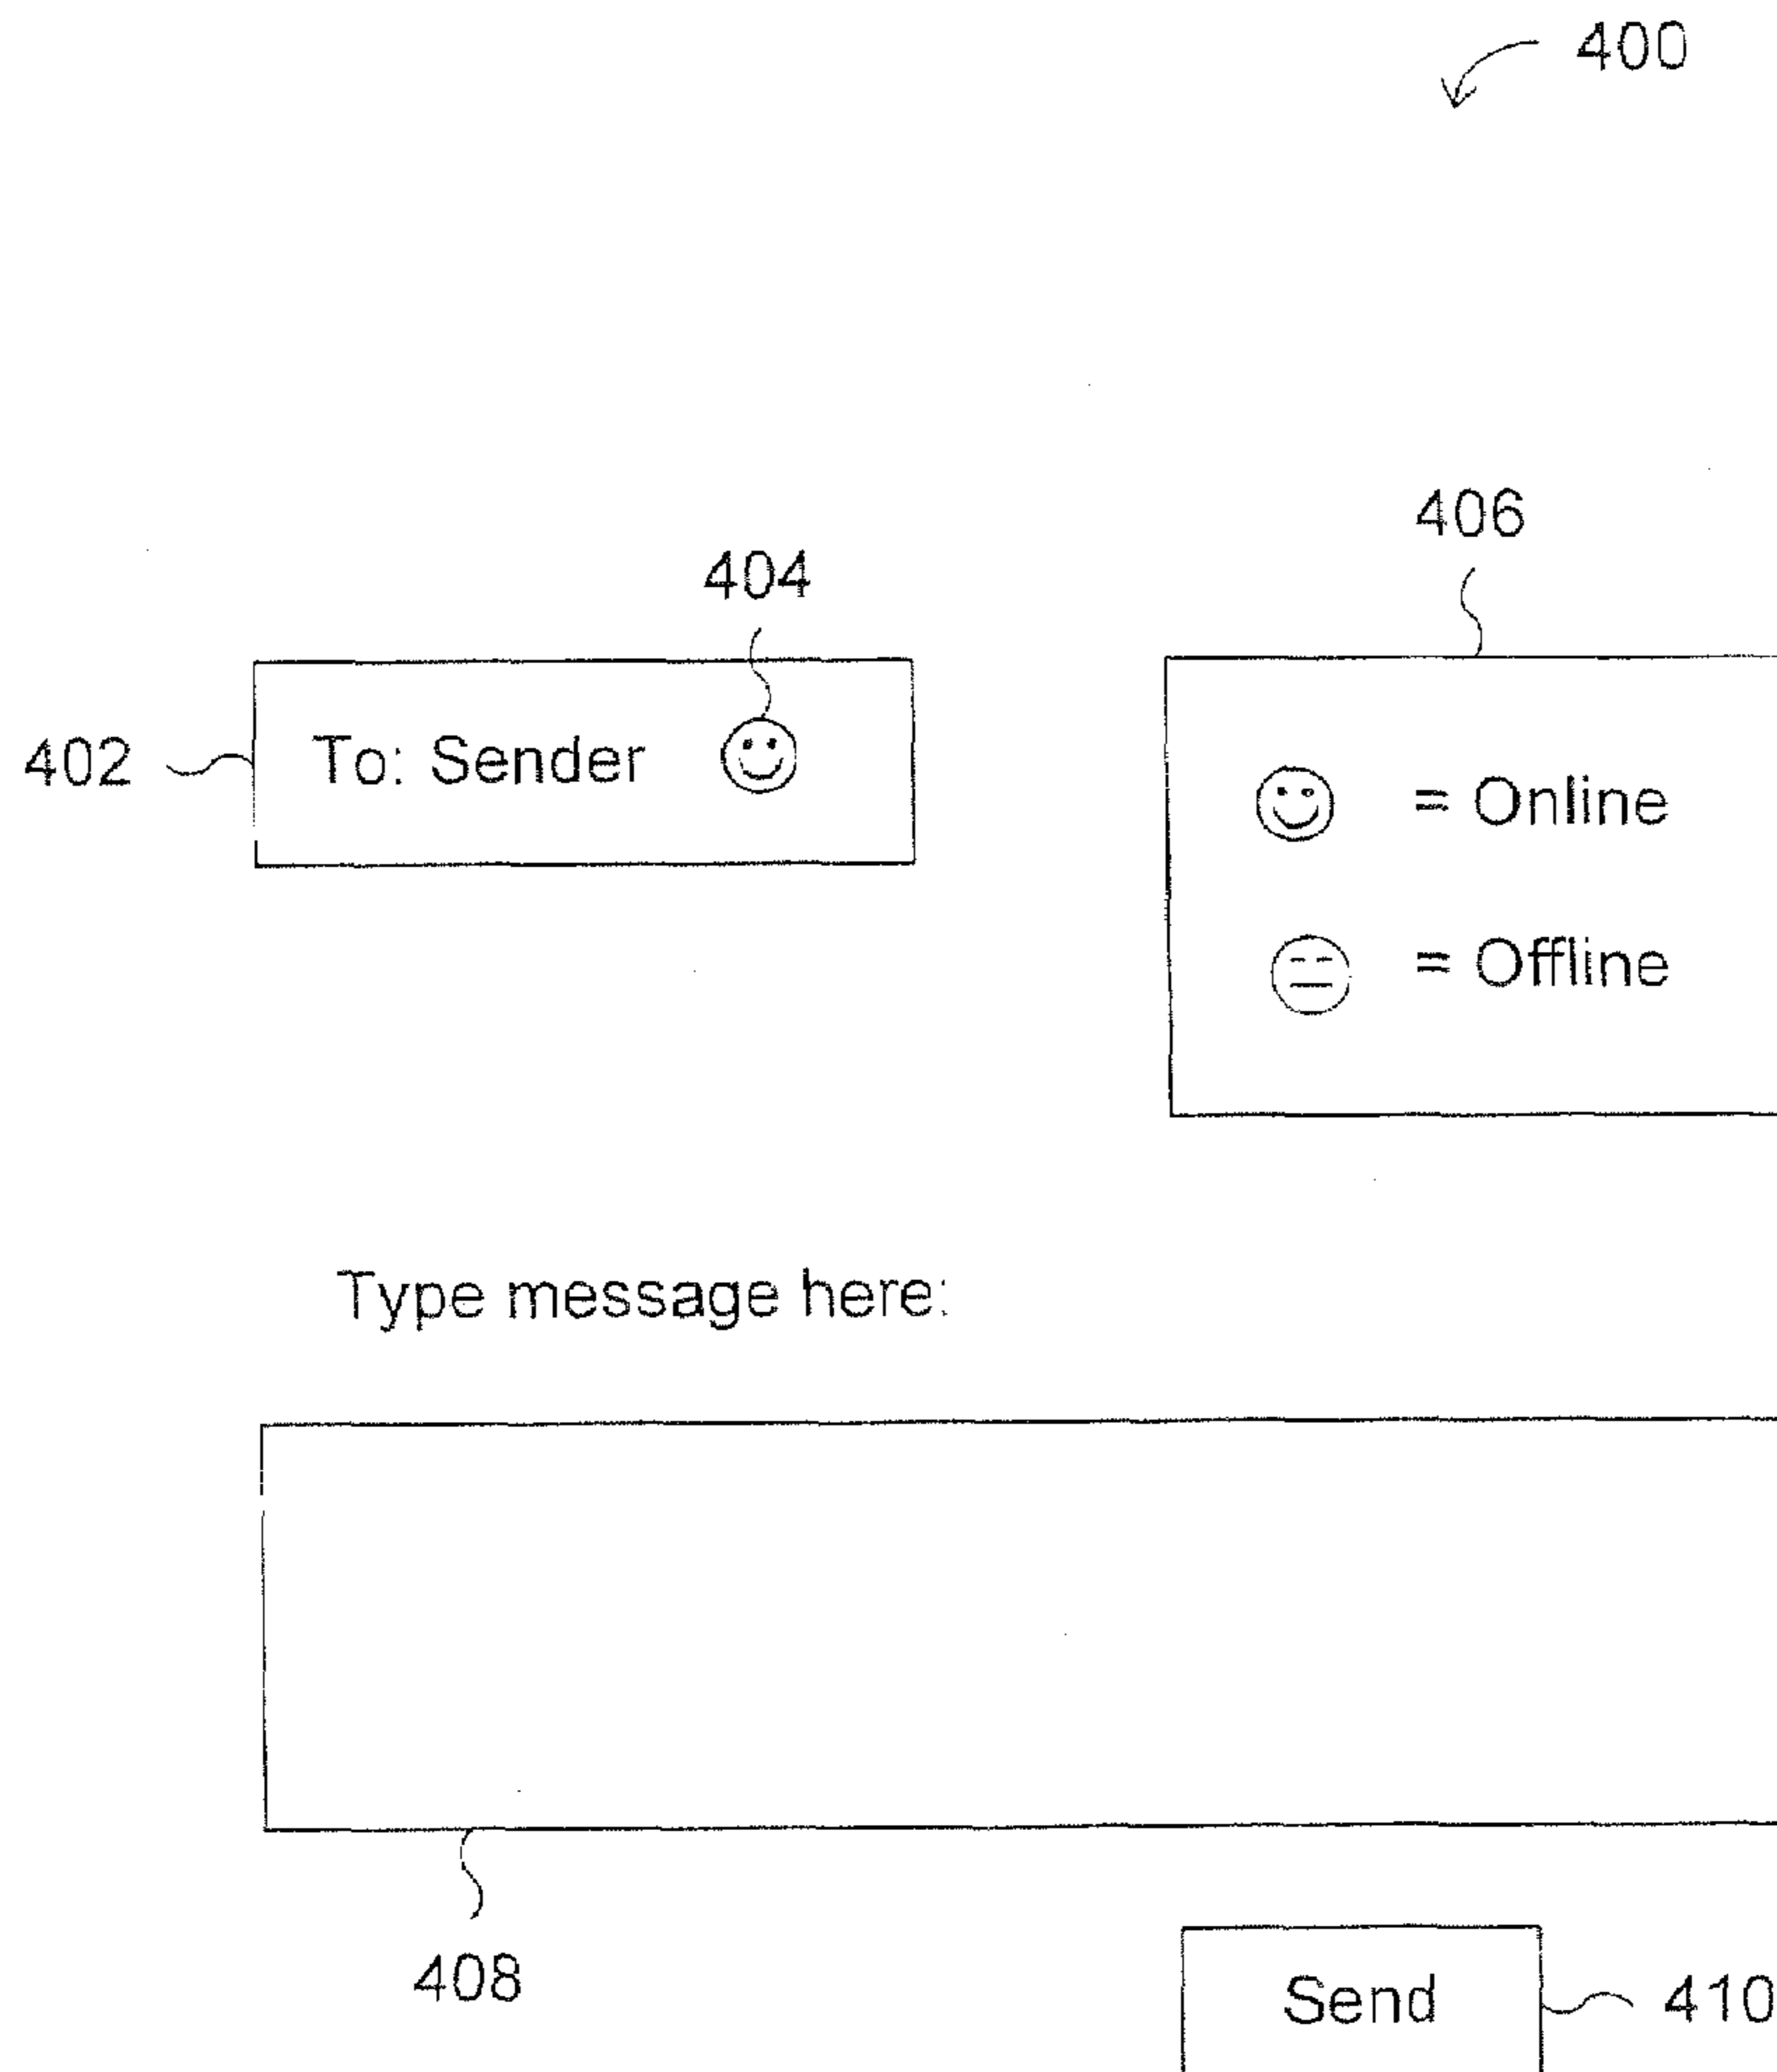 400
406
404
402
To: Sender
= Online
= Offline
Type message here:
408
Send
410